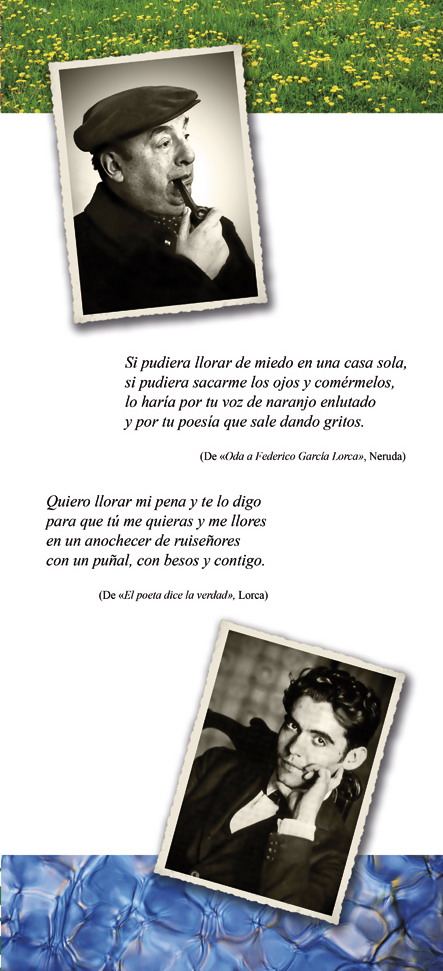 Si pudiera llorar de miedo en una casa sola,
si pudiera sacarme los ojos y comérmelos,
lo haría por tu voz de naranjo enlutado
y por tu poesía que sale dando gritos.
(De «Oda a Federico García Lorca», Neruda)
Quiero llorar mi pena y te lo digo
para que tú me quieras y me llores
en un anochecer de ruiseñores
con un puñal, con besos y contigo.
(De «El poeta dice la verdad», Lorca)